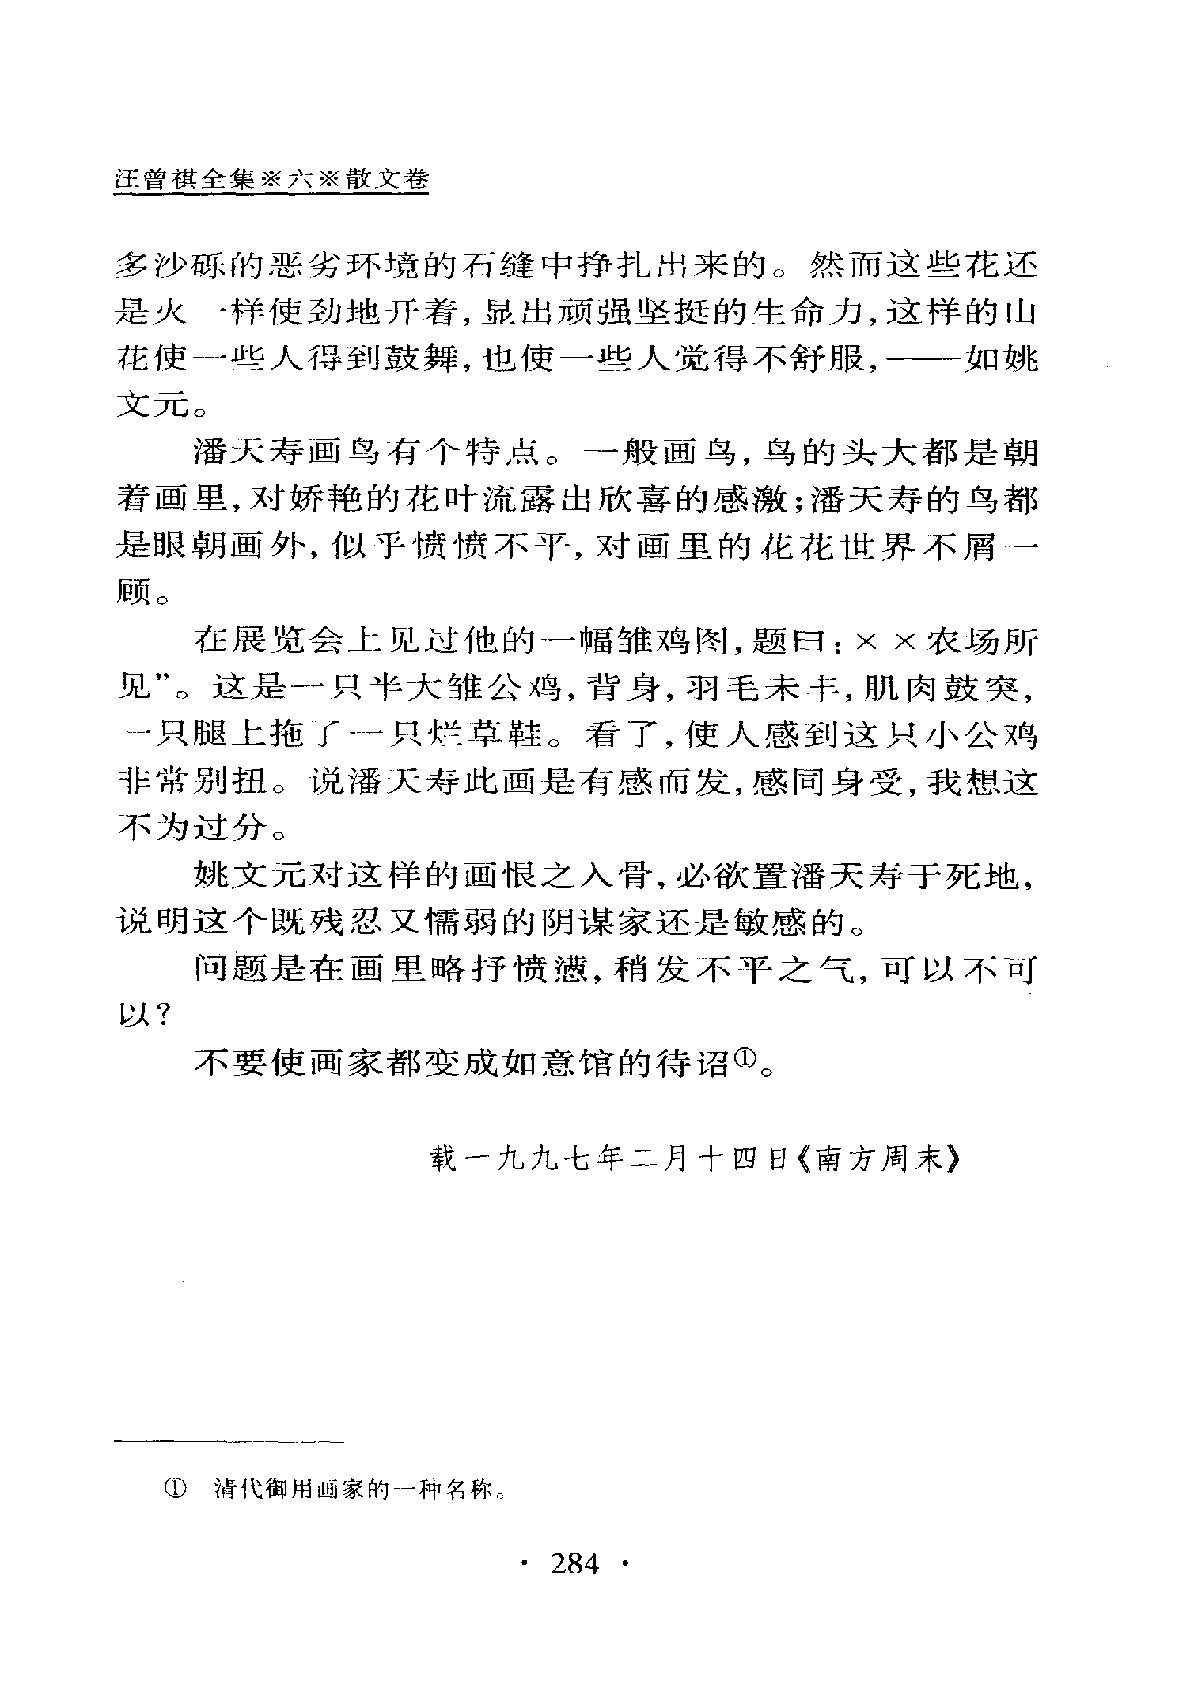 汪曾祺全集※六※散文卷
多沙砾的恶劣环境的石缝中挣扎出来的。然而这些花还
是火一样使劲地开着,显出顽强坚挺的生命力,这样的山
花使一些人得到鼓舞,也使一些人觉得不舒服,——如姚
文元。
潘天寿画鸟有个特点。一般画鸟,鸟的头大都是朝
着画里,对娇艳的花叶流露出欣喜的感激;潘天寿的鸟都
是眼朝画外,似乎愤愤不平,对画里的花花世界不屑一
顾。
在展览会上见过他的一幅雏鸡图,题曰:××农场所
见”。这是一只半大雏公鸡,背身,羽毛未丰,肌肉鼓突,
一只腿上拖了一只烂草鞋。看了,使人感到这只小公鸡
非常别扭。说潘天寿此画是有感而发,感同身受,我想这
不为过分。
姚文元对这样的画恨之入骨,必欲置潘天寿于死地,
说明这个既残忍又懦弱的阴谋家还是敏感的。
问题是在画里略抒愤懑,稍发不平之气,可以不可
以?
不要使画家都变成如意馆的待诏①。
载一九九七年二月十四日《南方周末》
① 清代御用画家的一种名称。
· 284 ·